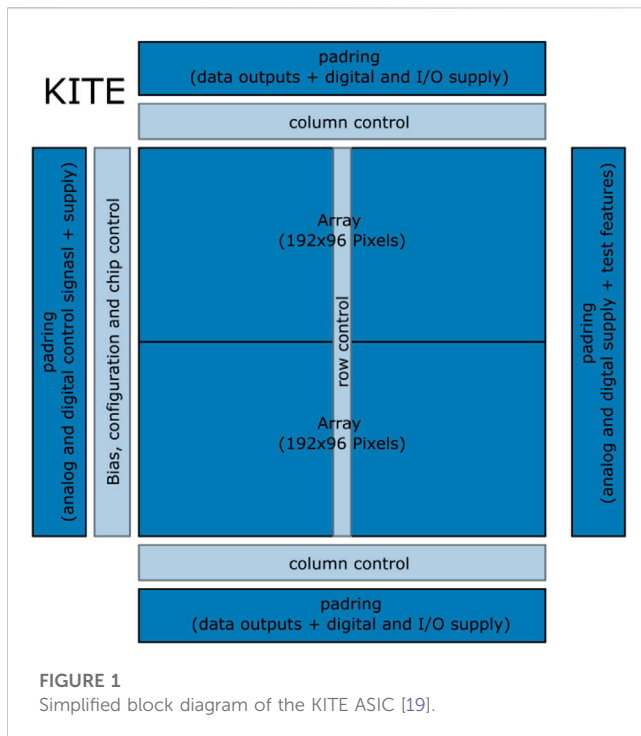 KITE
padring
(data outputs + digital and I/O supply)
column control
padring
(analog and digital control signasl + supply)
Bias, configuration and chip control
Array
(192x96 Pixels)
row control
Array
(192x96 Pixels)
padring
(analog and digtal supply + test features)
column control
padring
(data outputs + digital and I/O supply)
FIGURE 1
Simplified block diagram of the KITE ASIC [19].